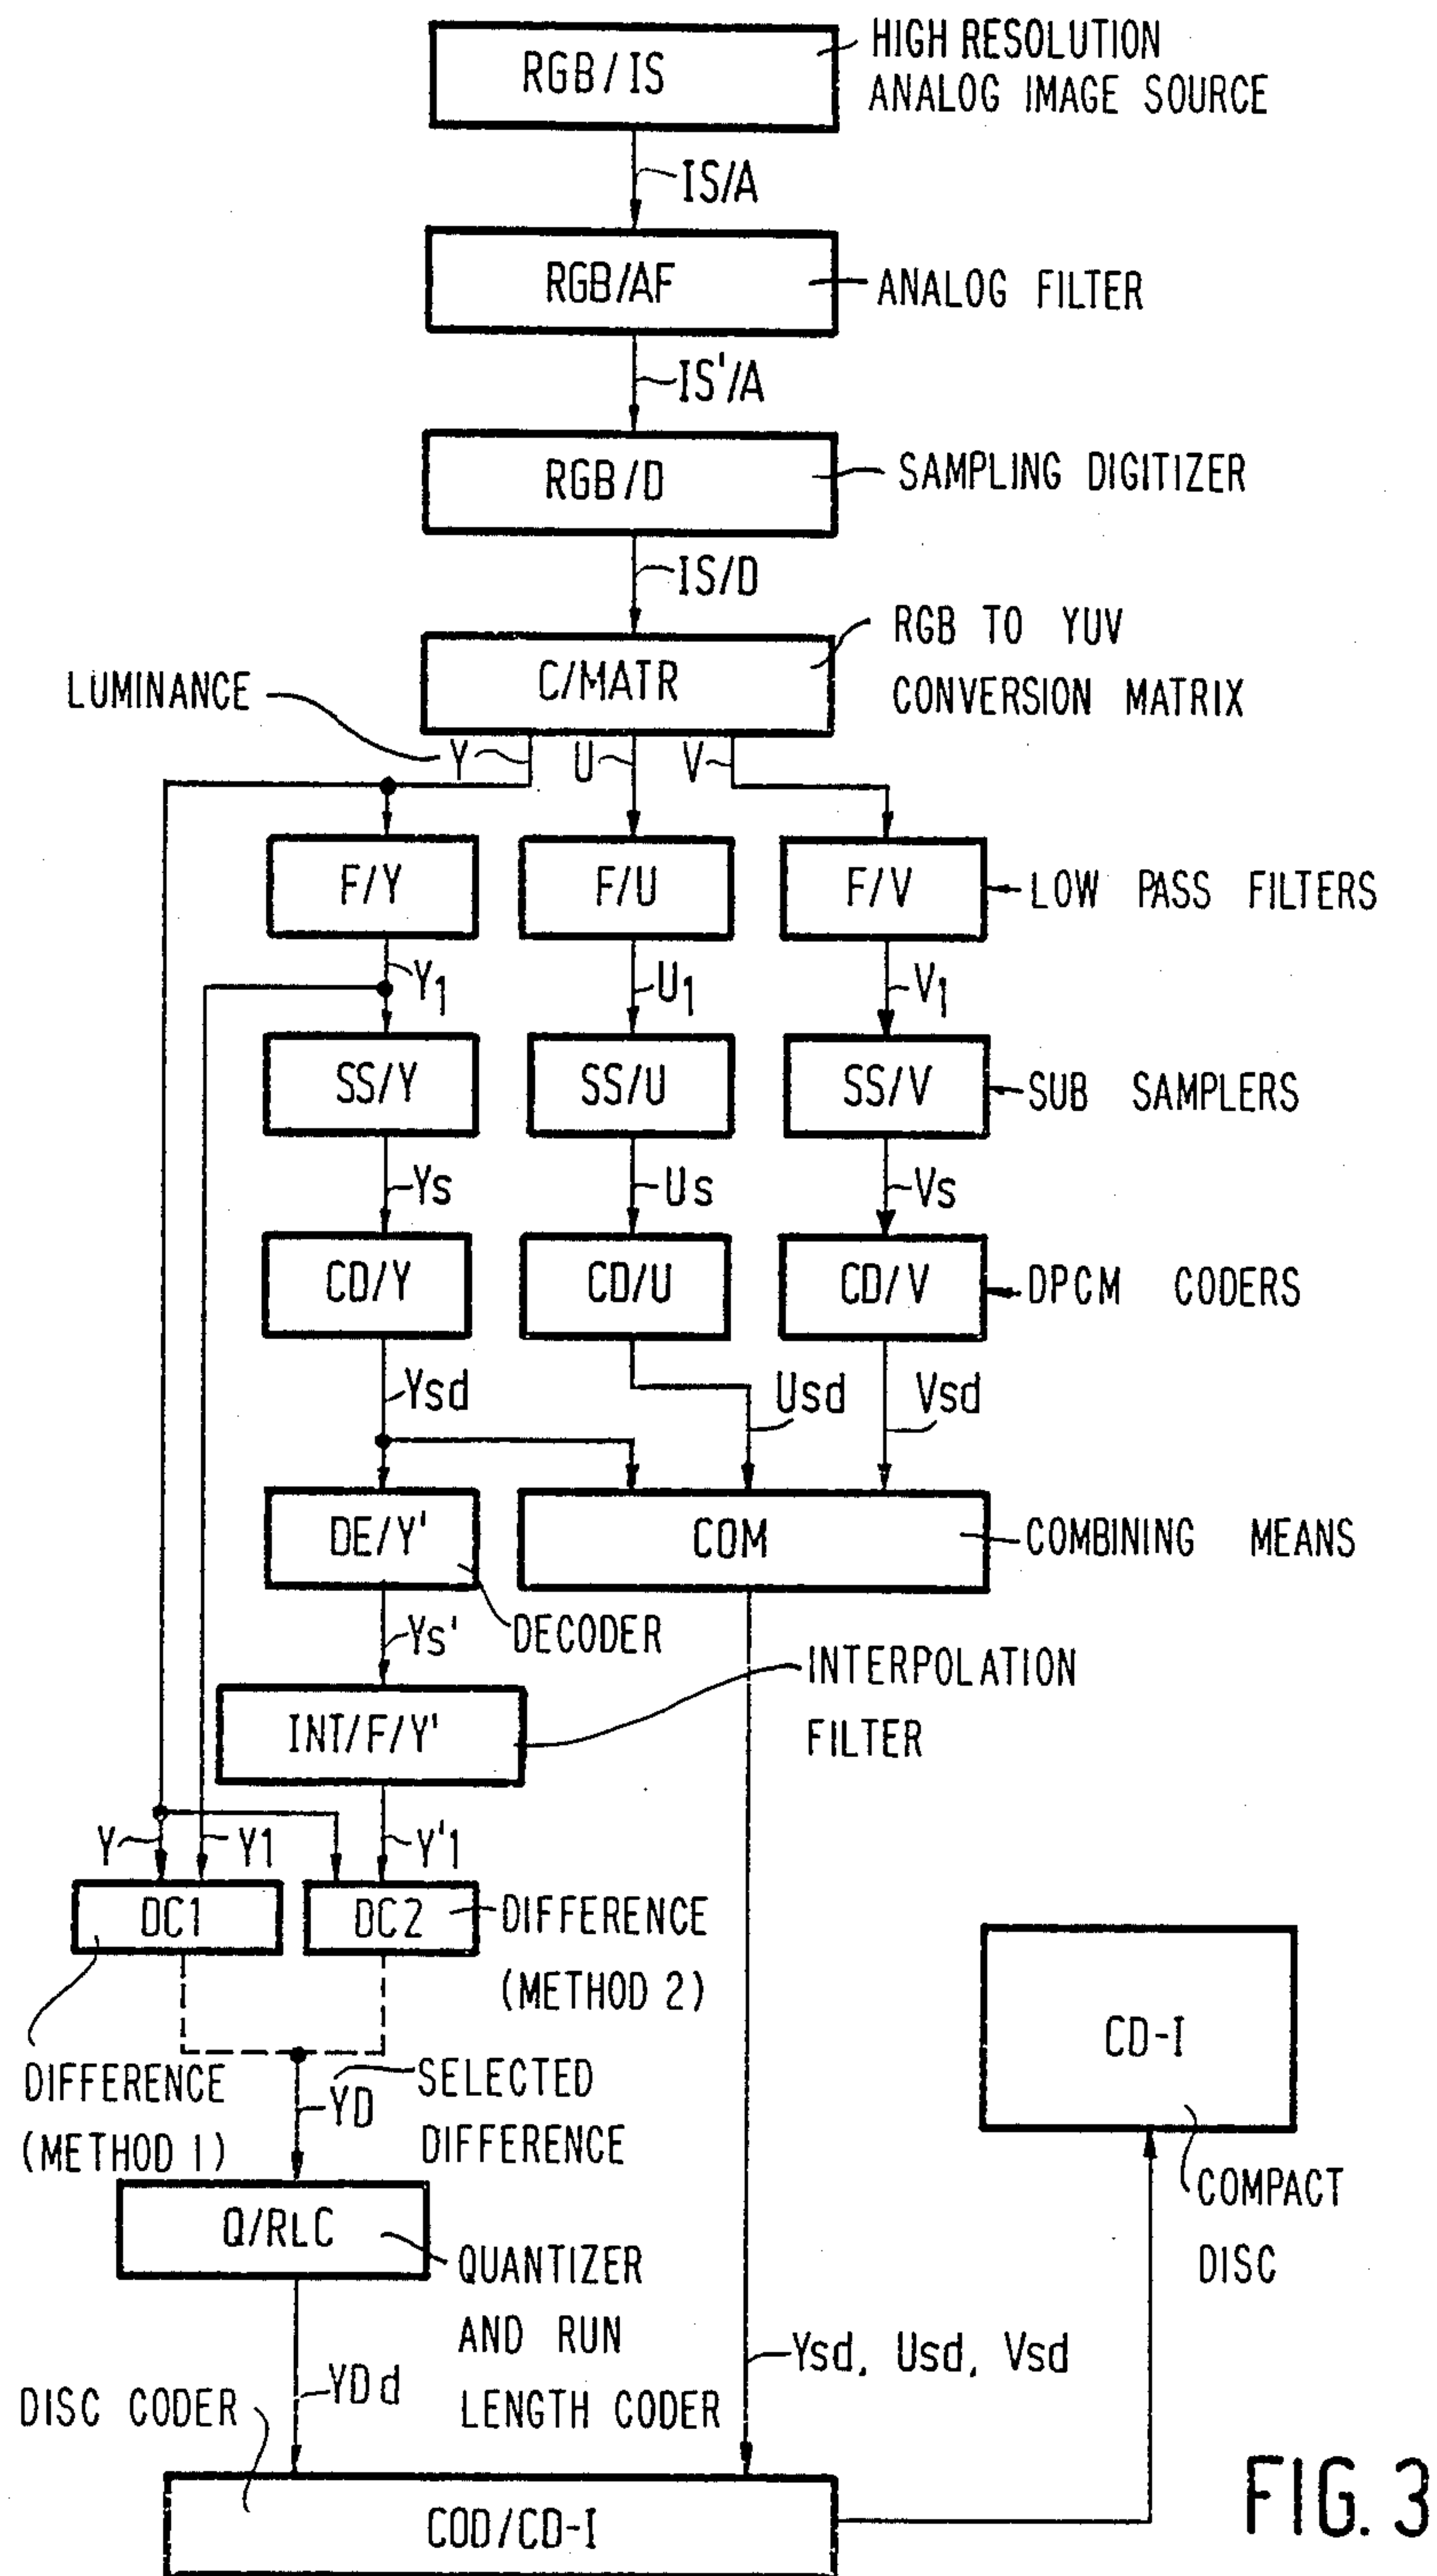 RGB/IS
HIGH RESOLUTION
ANALOG IMAGE SOURCE
IS/A
RGB/AF
ANALOG FILTER
IS'/A
RGB/D
SAMPLING DIGITIZER
IS/D
C/MATR
RGB TO YUV
CONVERSION MATRIX
LUMINANCE
Y U V
F/Y F/U F/V
LOW PASS FILTERS
Y1 U1 V1
SS/Y SS/U SS/V
SUB SAMPLERS
Ys Us Vs
CD/Y CD/U CD/V
DPCM CODERS
Ysd Usd Vsd
DE/Y' COM
COMBINING MEANS
Ys'
DECODER
INTERPOLATION
FILTER
INT/F/Y'
Y Y1 Y'1
DC1 DC2
DIFFERENCE
(METHOD 2)
DIFFERENCE
(METHOD 1)
YD
SELECTED
DIFFERENCE
CD-I
COMPACT
DISC
Q/RLC
QUANTIZER
AND RUN
LENGTH CODER
YDd
Ysd, Usd, Vsd
DISC CODER
COD/CD-I
FIG. 3